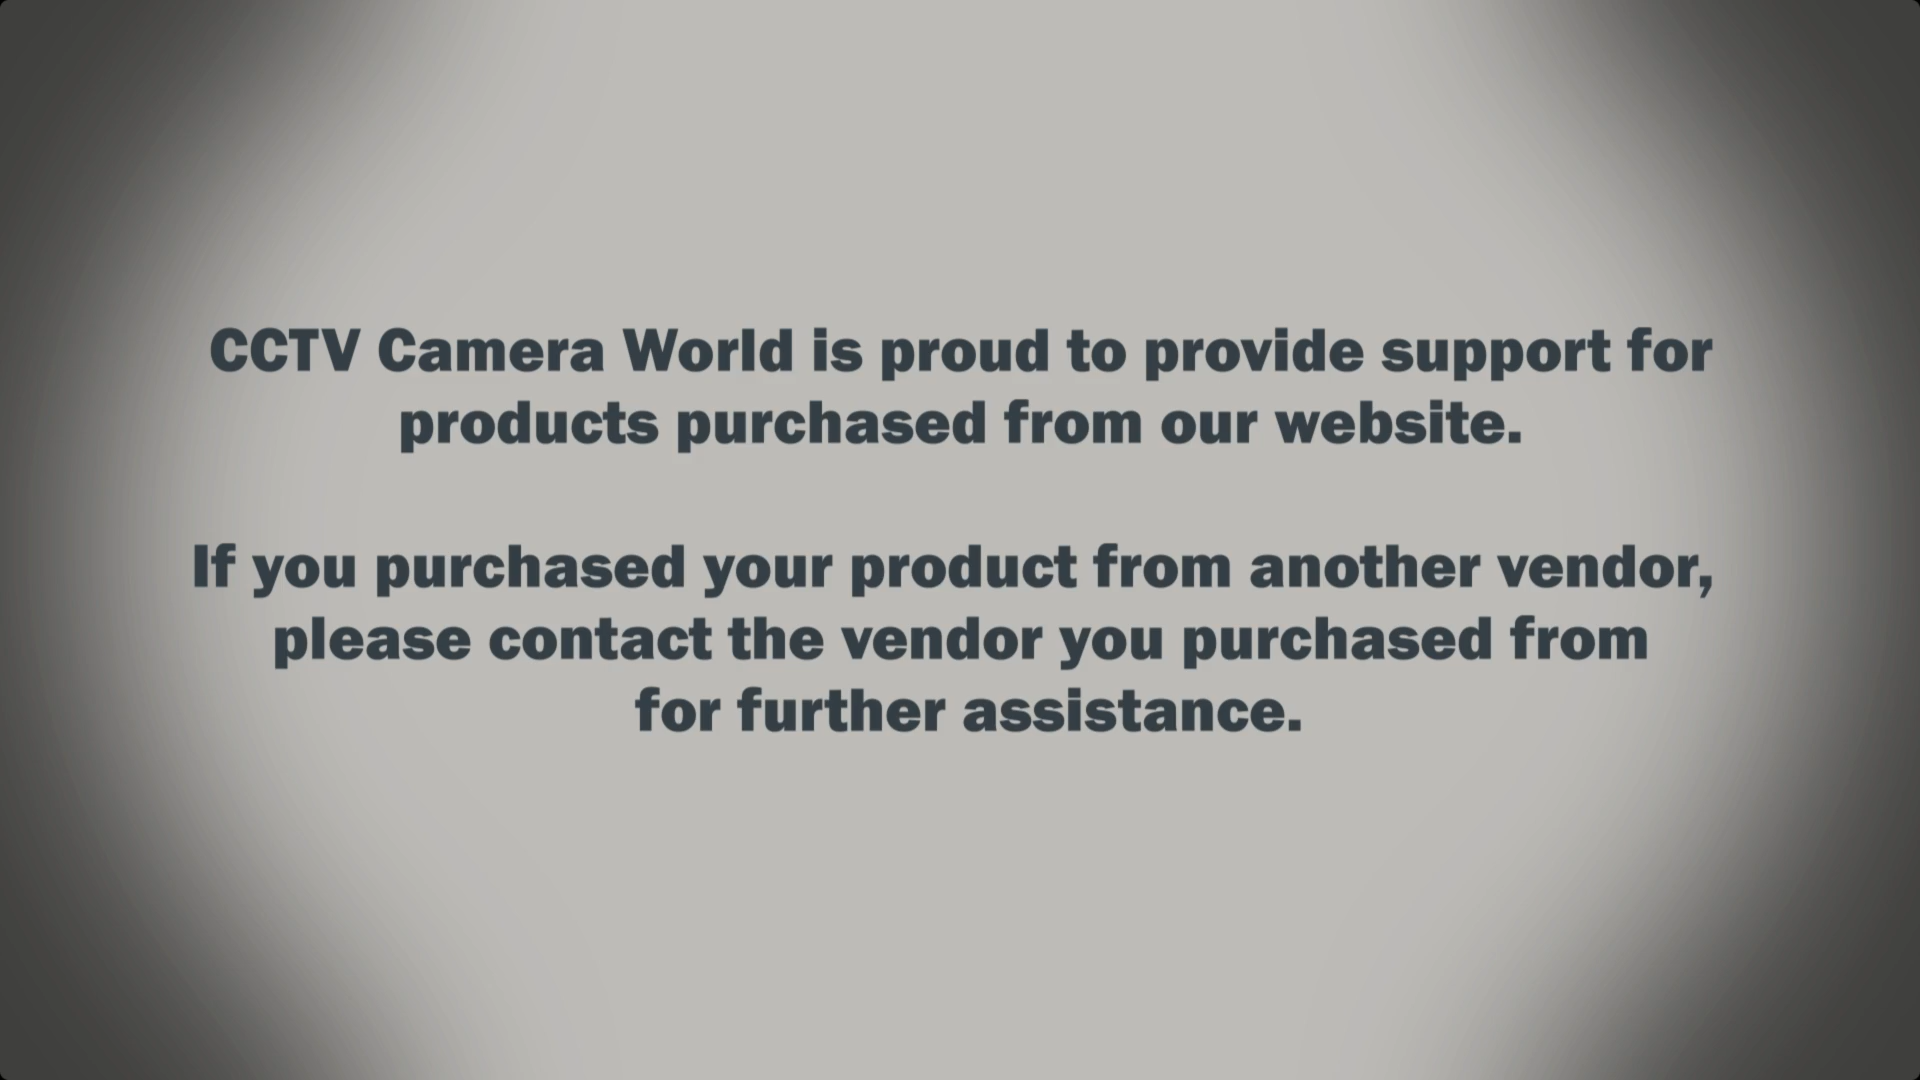 CCTV Camera World is proud to provide support for
products purchased from our website.
If you purchased your product from another vendor,
please contact the vendor you purchased from
for further assistance.